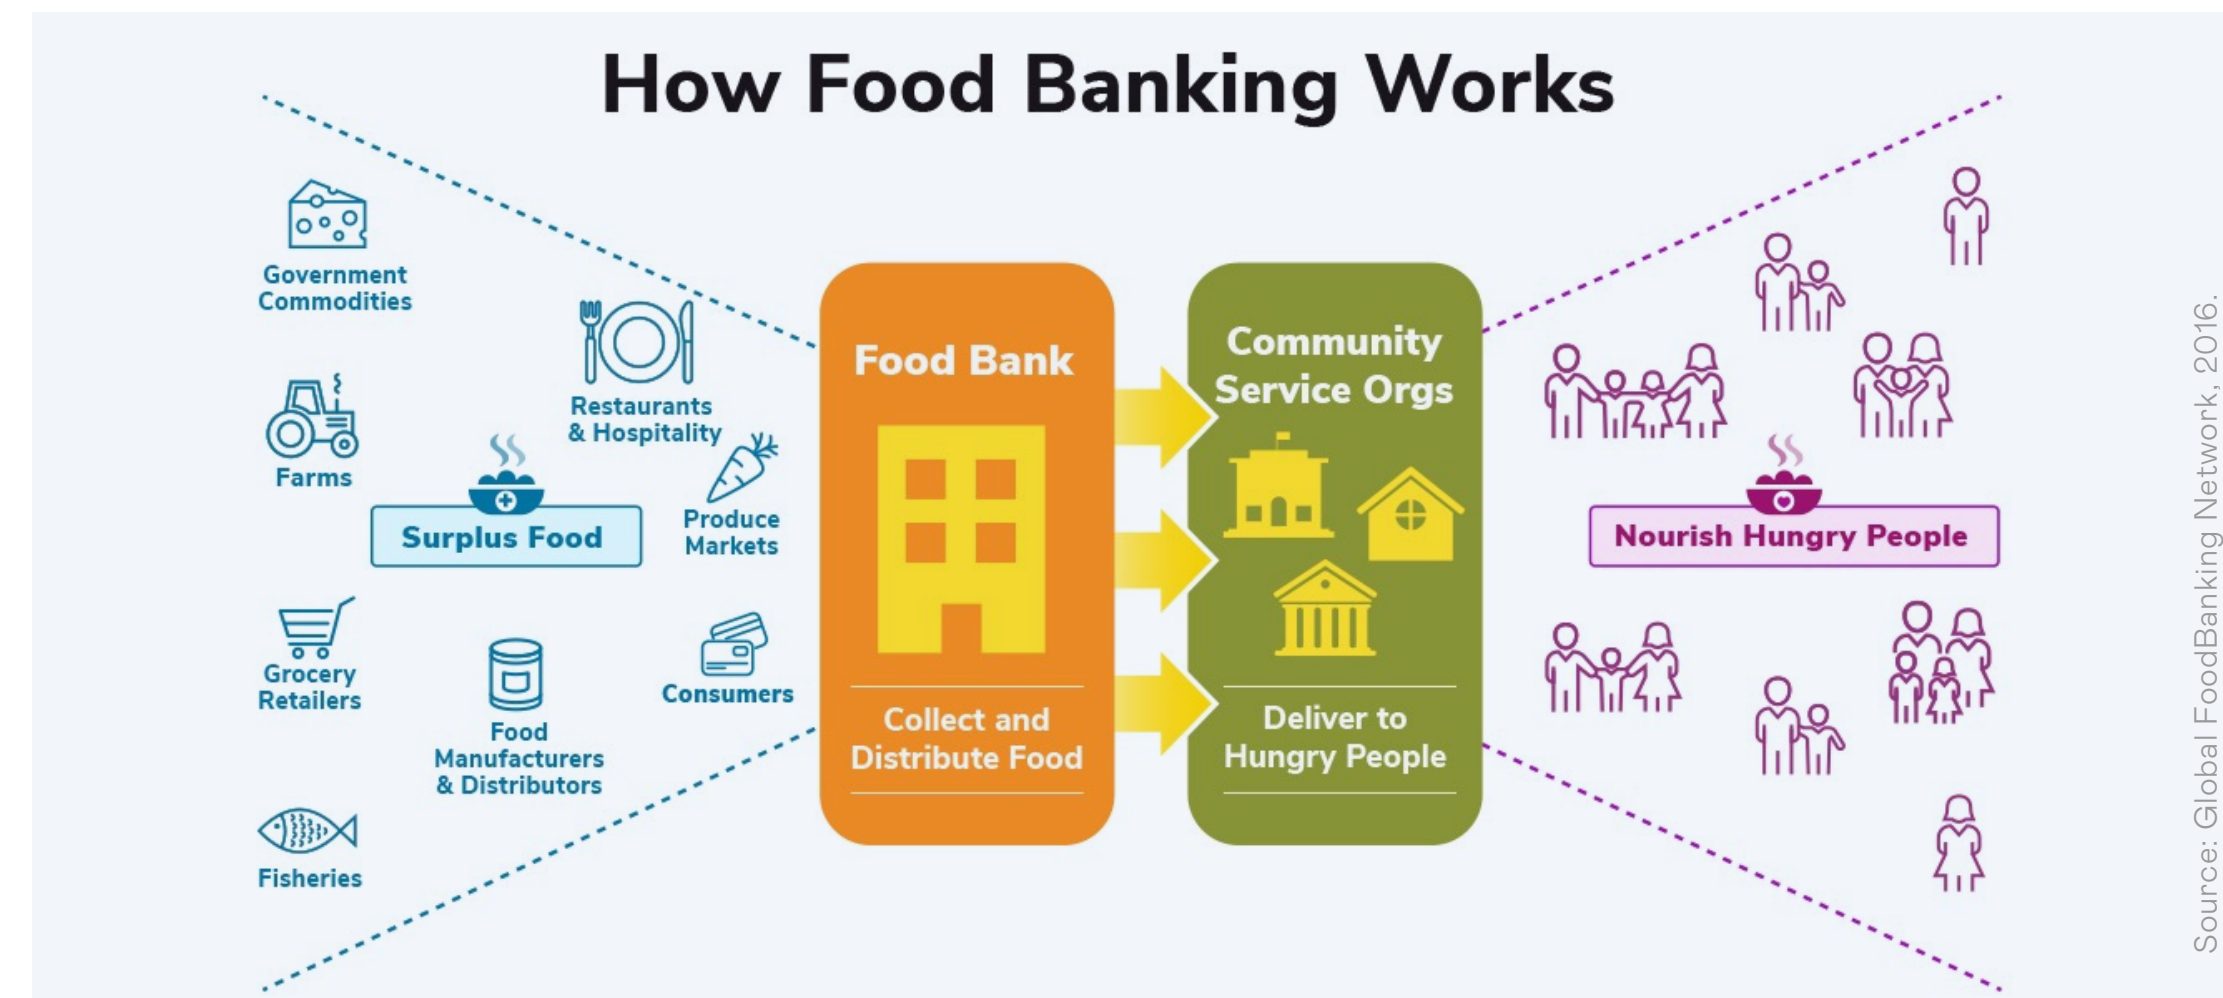 How Food Banking Works
Government
Commodities
Restaurants
& Hospitality
Farms
Produce
Markets
Surplus Food
Grocery
Retailers
Food
Manufacturers
& Distributors
Consumers
Fisheries
Food Bank
Collect and
Distribute Food
Community
Service Orgs
Deliver to
Hungry People
Nourish Hungry People
Source: Global FoodBanking Network, 2016.